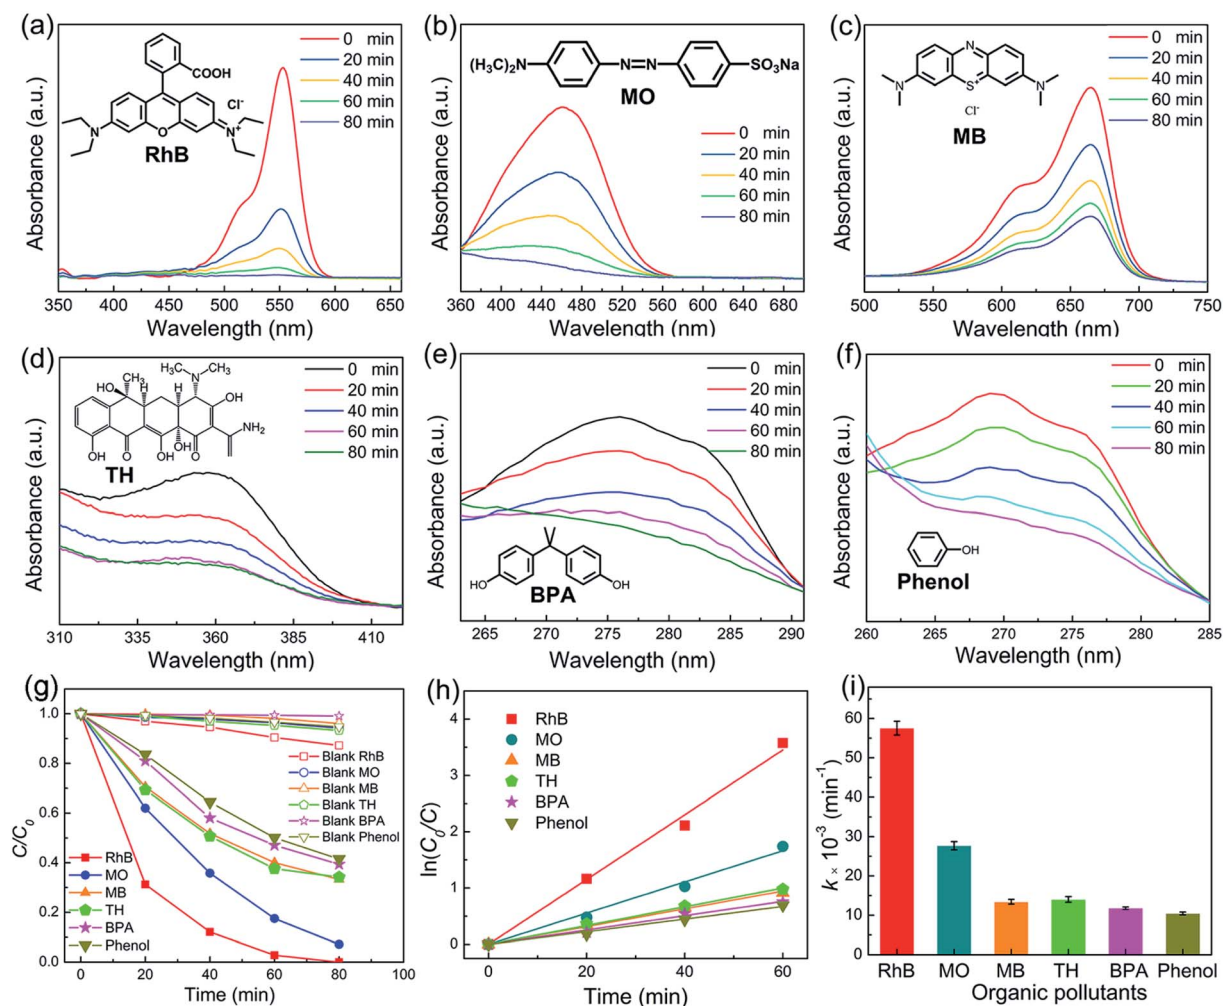 (a)
0 min
20 min
40 min
60 min
80 min
COOH
Cl⁻
N
O
N⁺
RhB
Absorbance (a.u.)
350 400 450 500 550 600 650
Wavelength (nm)
(b)
(H₃C)₂N
N=N
SO₃Na
MO
0 min
20 min
40 min
60 min
80 min
Absorbance (a.u.)
360 400 440 480 520 560 600 640 680
Wavelength (nm)
(c)
N
N
S⁺
N
Cl⁻
MB
0 min
20 min
40 min
60 min
80 min
Absorbance (a.u.)
500 550 600 650 700 750
Wavelength (nm)
(d)
HO
CH₃
H
H
N
OH
NH₂
OH
O
OH
OH
O
TH
0 min
20 min
40 min
60 min
80 min
Absorbance (a.u.)
310 335 360 385 410
Wavelength (nm)
(e)
0 min
20 min
40 min
60 min
80 min
HO
OH
BPA
Absorbance (a.u.)
265 270 275 280 285 290
Wavelength (nm)
(f)
0 min
20 min
40 min
60 min
80 min
OH
Phenol
Absorbance (a.u.)
260 265 270 275 280 285
Wavelength (nm)
(g)
1.0
0.8
0.6
0.4
0.2
0.0
C/C₀
Blank RhB
Blank MO
Blank MB
Blank TH
Blank BPA
Blank Phenol
RhB
MO
MB
TH
BPA
Phenol
0 20 40 60 80 100
Time (min)
(h)
4
3
2
1
0
ln(C₀/C)
RhB
MO
MB
TH
BPA
Phenol
0 20 40 60
Time (min)
(i)
60
50
40
30
20
10
0
k × 10⁻³ (min⁻¹)
RhB MO MB TH BPA Phenol
Organic pollutants